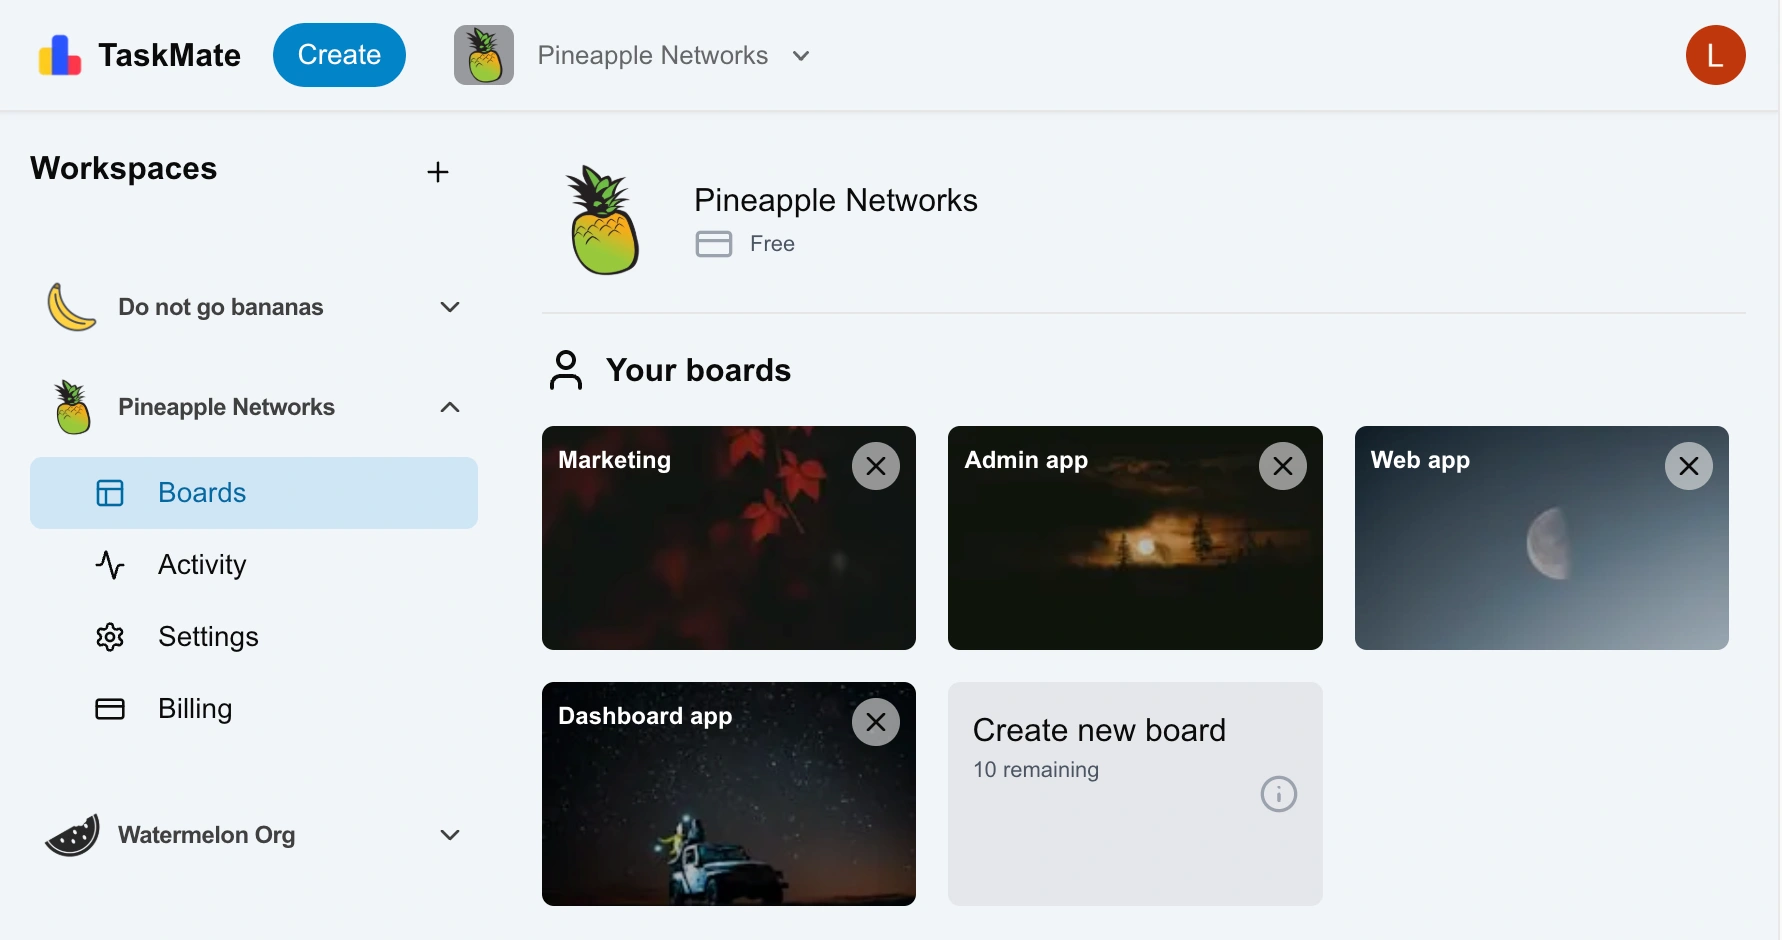 TaskMate
Create
Pineapple Networks
L
Workspaces
Do not go bananas
Pineapple Networks
Boards
Activity
Settings
Billing
Watermelon Org
Pineapple Networks
Free
Your boards
Marketing
Admin app
Web app
Dashboard app
Create new board
10 remaining